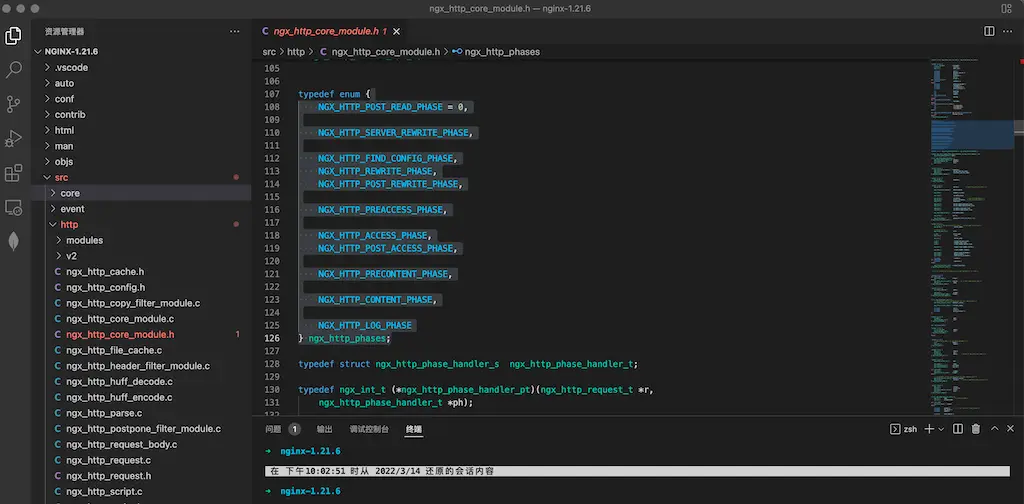 ngx_http_core_module.h — nginx-1.21.6
资源管理器
NGINX-1.21.6
.vscode
auto
conf
contrib
html
man
objs
src
core
event
http
modules
v2
ngx_http_cache.h
ngx_http_config.h
ngx_http_copy_filter_module.c
ngx_http_core_module.c
ngx_http_core_module.h 1
ngx_http_file_cache.c
ngx_http_header_filter_module.c
ngx_http_huff_decode.c
ngx_http_huff_encode.c
ngx_http_parse.c
ngx_http_postpone_filter_module.c
ngx_http_request_body.c
ngx_http_request.c
ngx_http_request.h
ngx_http_script.c
C ngx_http_core_module.h 1
src > http > C ngx_http_core_module.h > ngx_http_phases
105
106
107 typedef enum {
108 NGX_HTTP_POST_READ_PHASE = 0,
109
110 NGX_HTTP_SERVER_REWRITE_PHASE,
111
112 NGX_HTTP_FIND_CONFIG_PHASE,
113 NGX_HTTP_REWRITE_PHASE,
114 NGX_HTTP_POST_REWRITE_PHASE,
115
116 NGX_HTTP_PREACCESS_PHASE,
117
118 NGX_HTTP_ACCESS_PHASE,
119 NGX_HTTP_POST_ACCESS_PHASE,
120
121 NGX_HTTP_PRECONTENT_PHASE,
122
123 NGX_HTTP_CONTENT_PHASE,
124
125 NGX_HTTP_LOG_PHASE
126 } ngx_http_phases;
127
128 typedef struct ngx_http_phase_handler_s ngx_http_phase_handler_t;
129
130 typedef ngx_int_t (*ngx_http_phase_handler_pt)(ngx_http_request_t *r,
131 ngx_http_phase_handler_t *ph);
132
问题 1 输出 调试控制台 终端 zsh
→ nginx-1.21.6
在 下午10:02:51 时从 2022/3/14 还原的会话内容
→ nginx-1.21.6